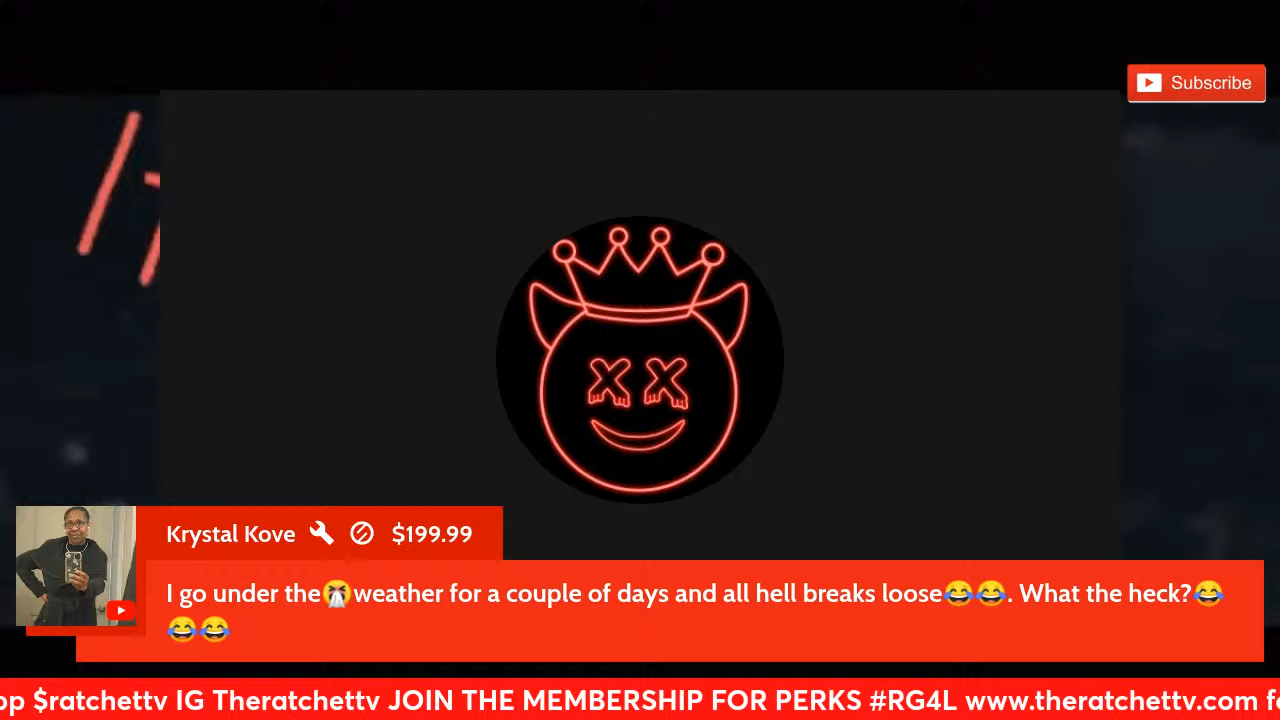 Subscribe
Krystal Kove $199.99
I go under the🤧weather for a couple of days and all hell breaks loose😂😂. What the heck?😂
😂😂
$ratchettv IG Theratchettv JOIN THE MEMBERSHIP FOR PERKS #RG4L www.theratchettv.com